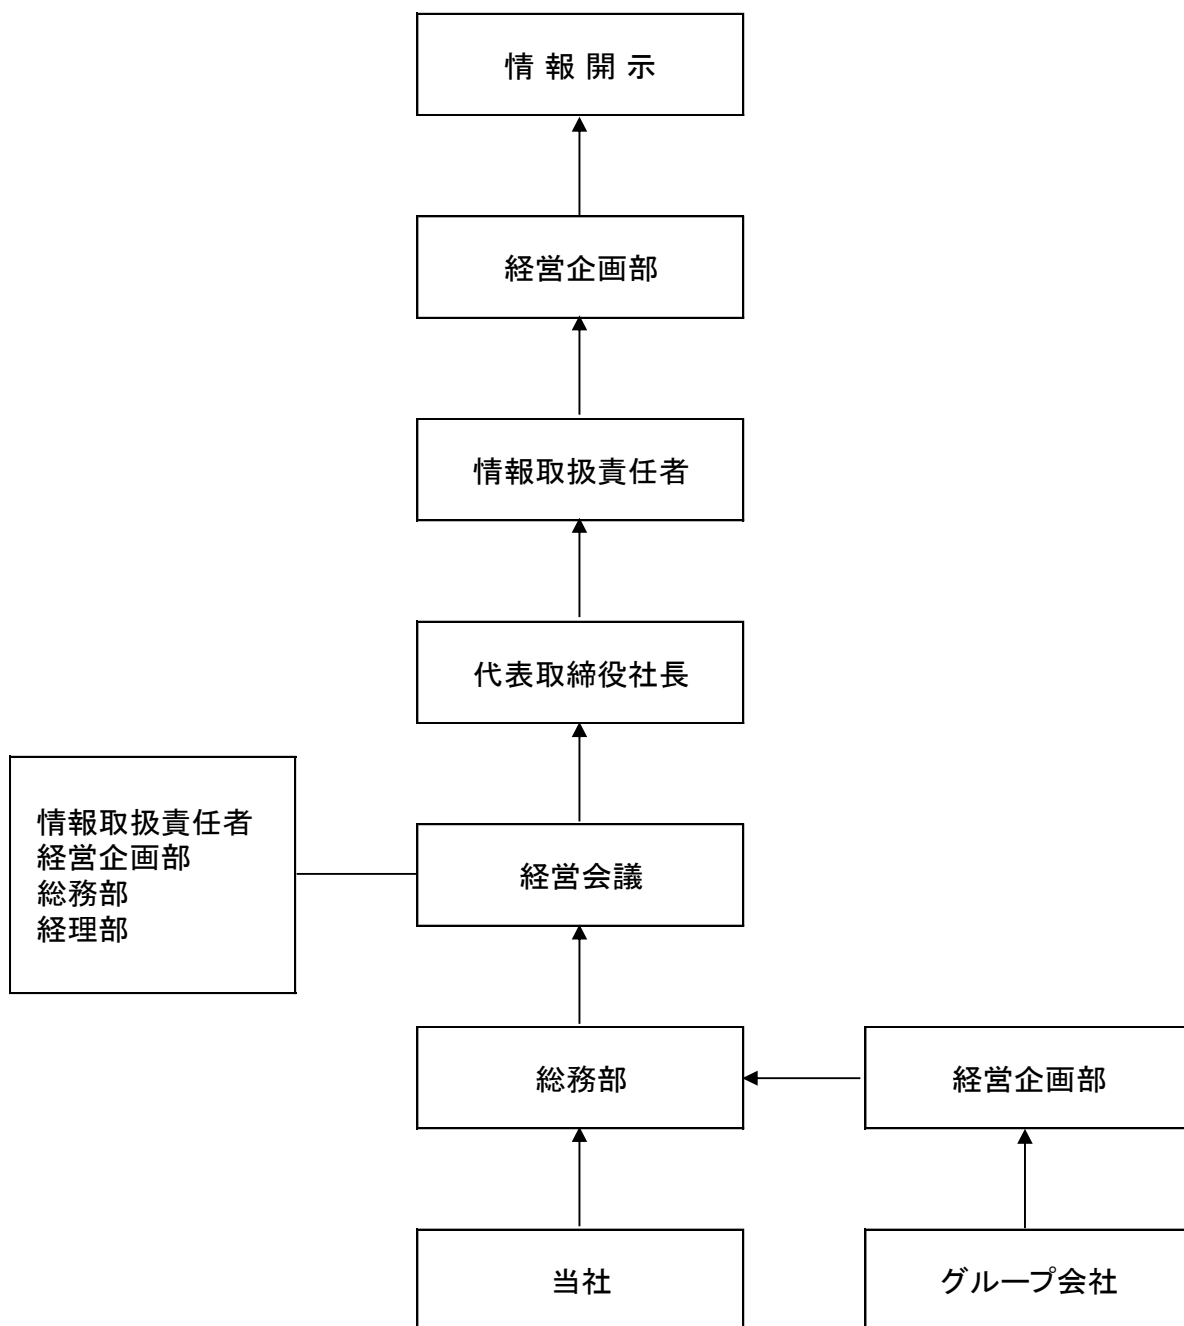 情報開示
経営企画部
情報取扱責任者
代表取締役社長
情報取扱責任者
経営企画部
総務部
経理部
経営会議
総務部
経営企画部
当社
グループ会社